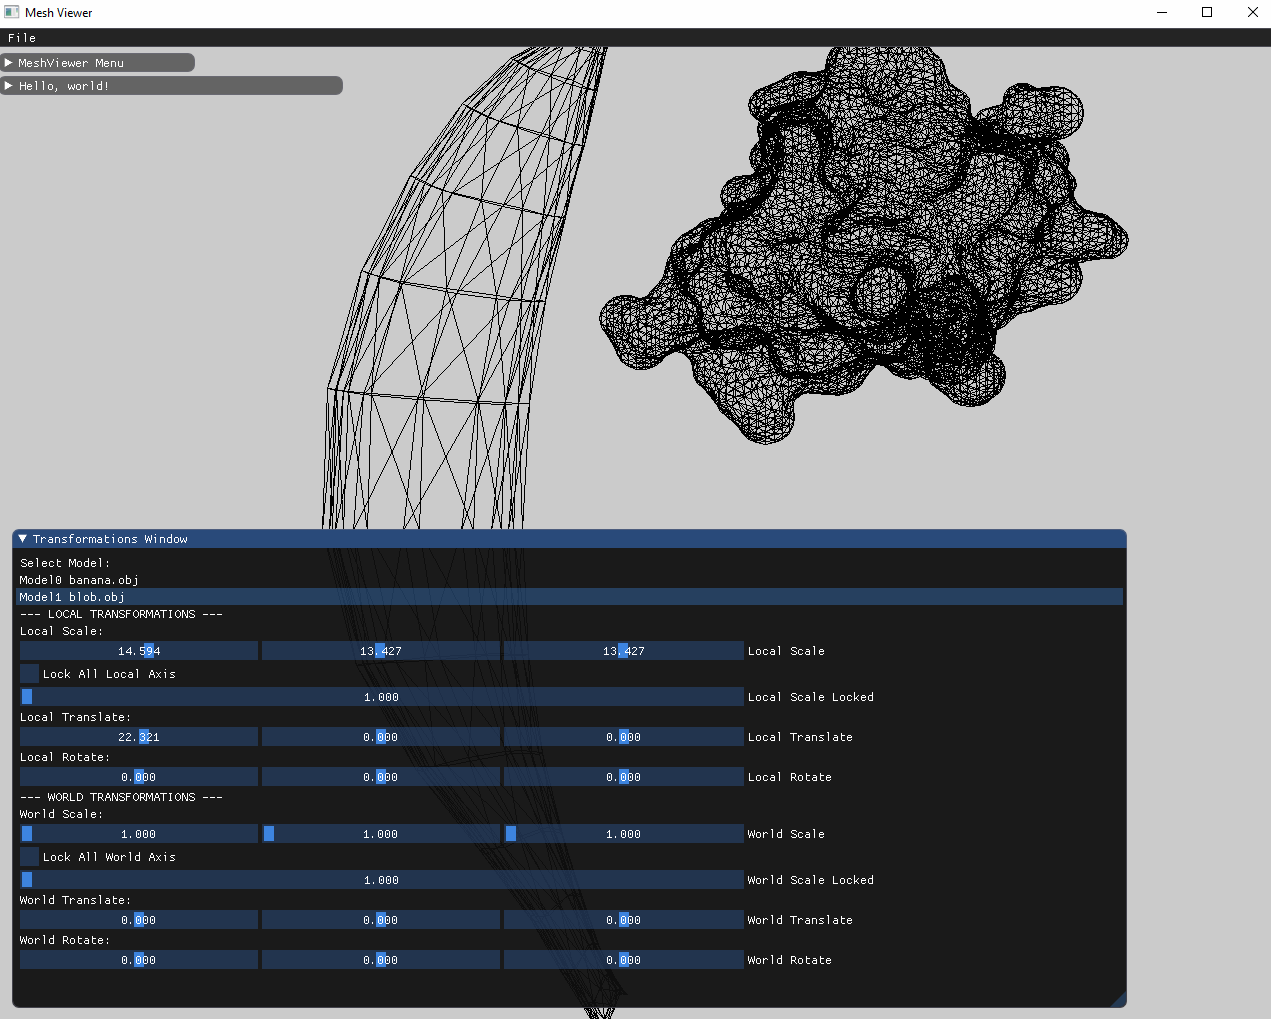 Mesh Viewer
File
MeshViewer Menu
Hello, world!
Transformations Window
Select Model:
Model0 banana.obj
Model1 blob.obj
--- LOCAL TRANSFORMATIONS ---
Local Scale:
14.594 13.427 13.427 Local Scale
Lock All Local Axis
1.000 Local Scale Locked
Local Translate:
22.321 0.000 0.000 Local Translate
Local Rotate:
0.000 0.000 0.000 Local Rotate
--- WORLD TRANSFORMATIONS ---
World Scale:
1.000 1.000 1.000 World Scale
Lock All World Axis
1.000 World Scale Locked
World Translate:
0.000 0.000 0.000 World Translate
World Rotate:
0.000 0.000 0.000 World Rotate